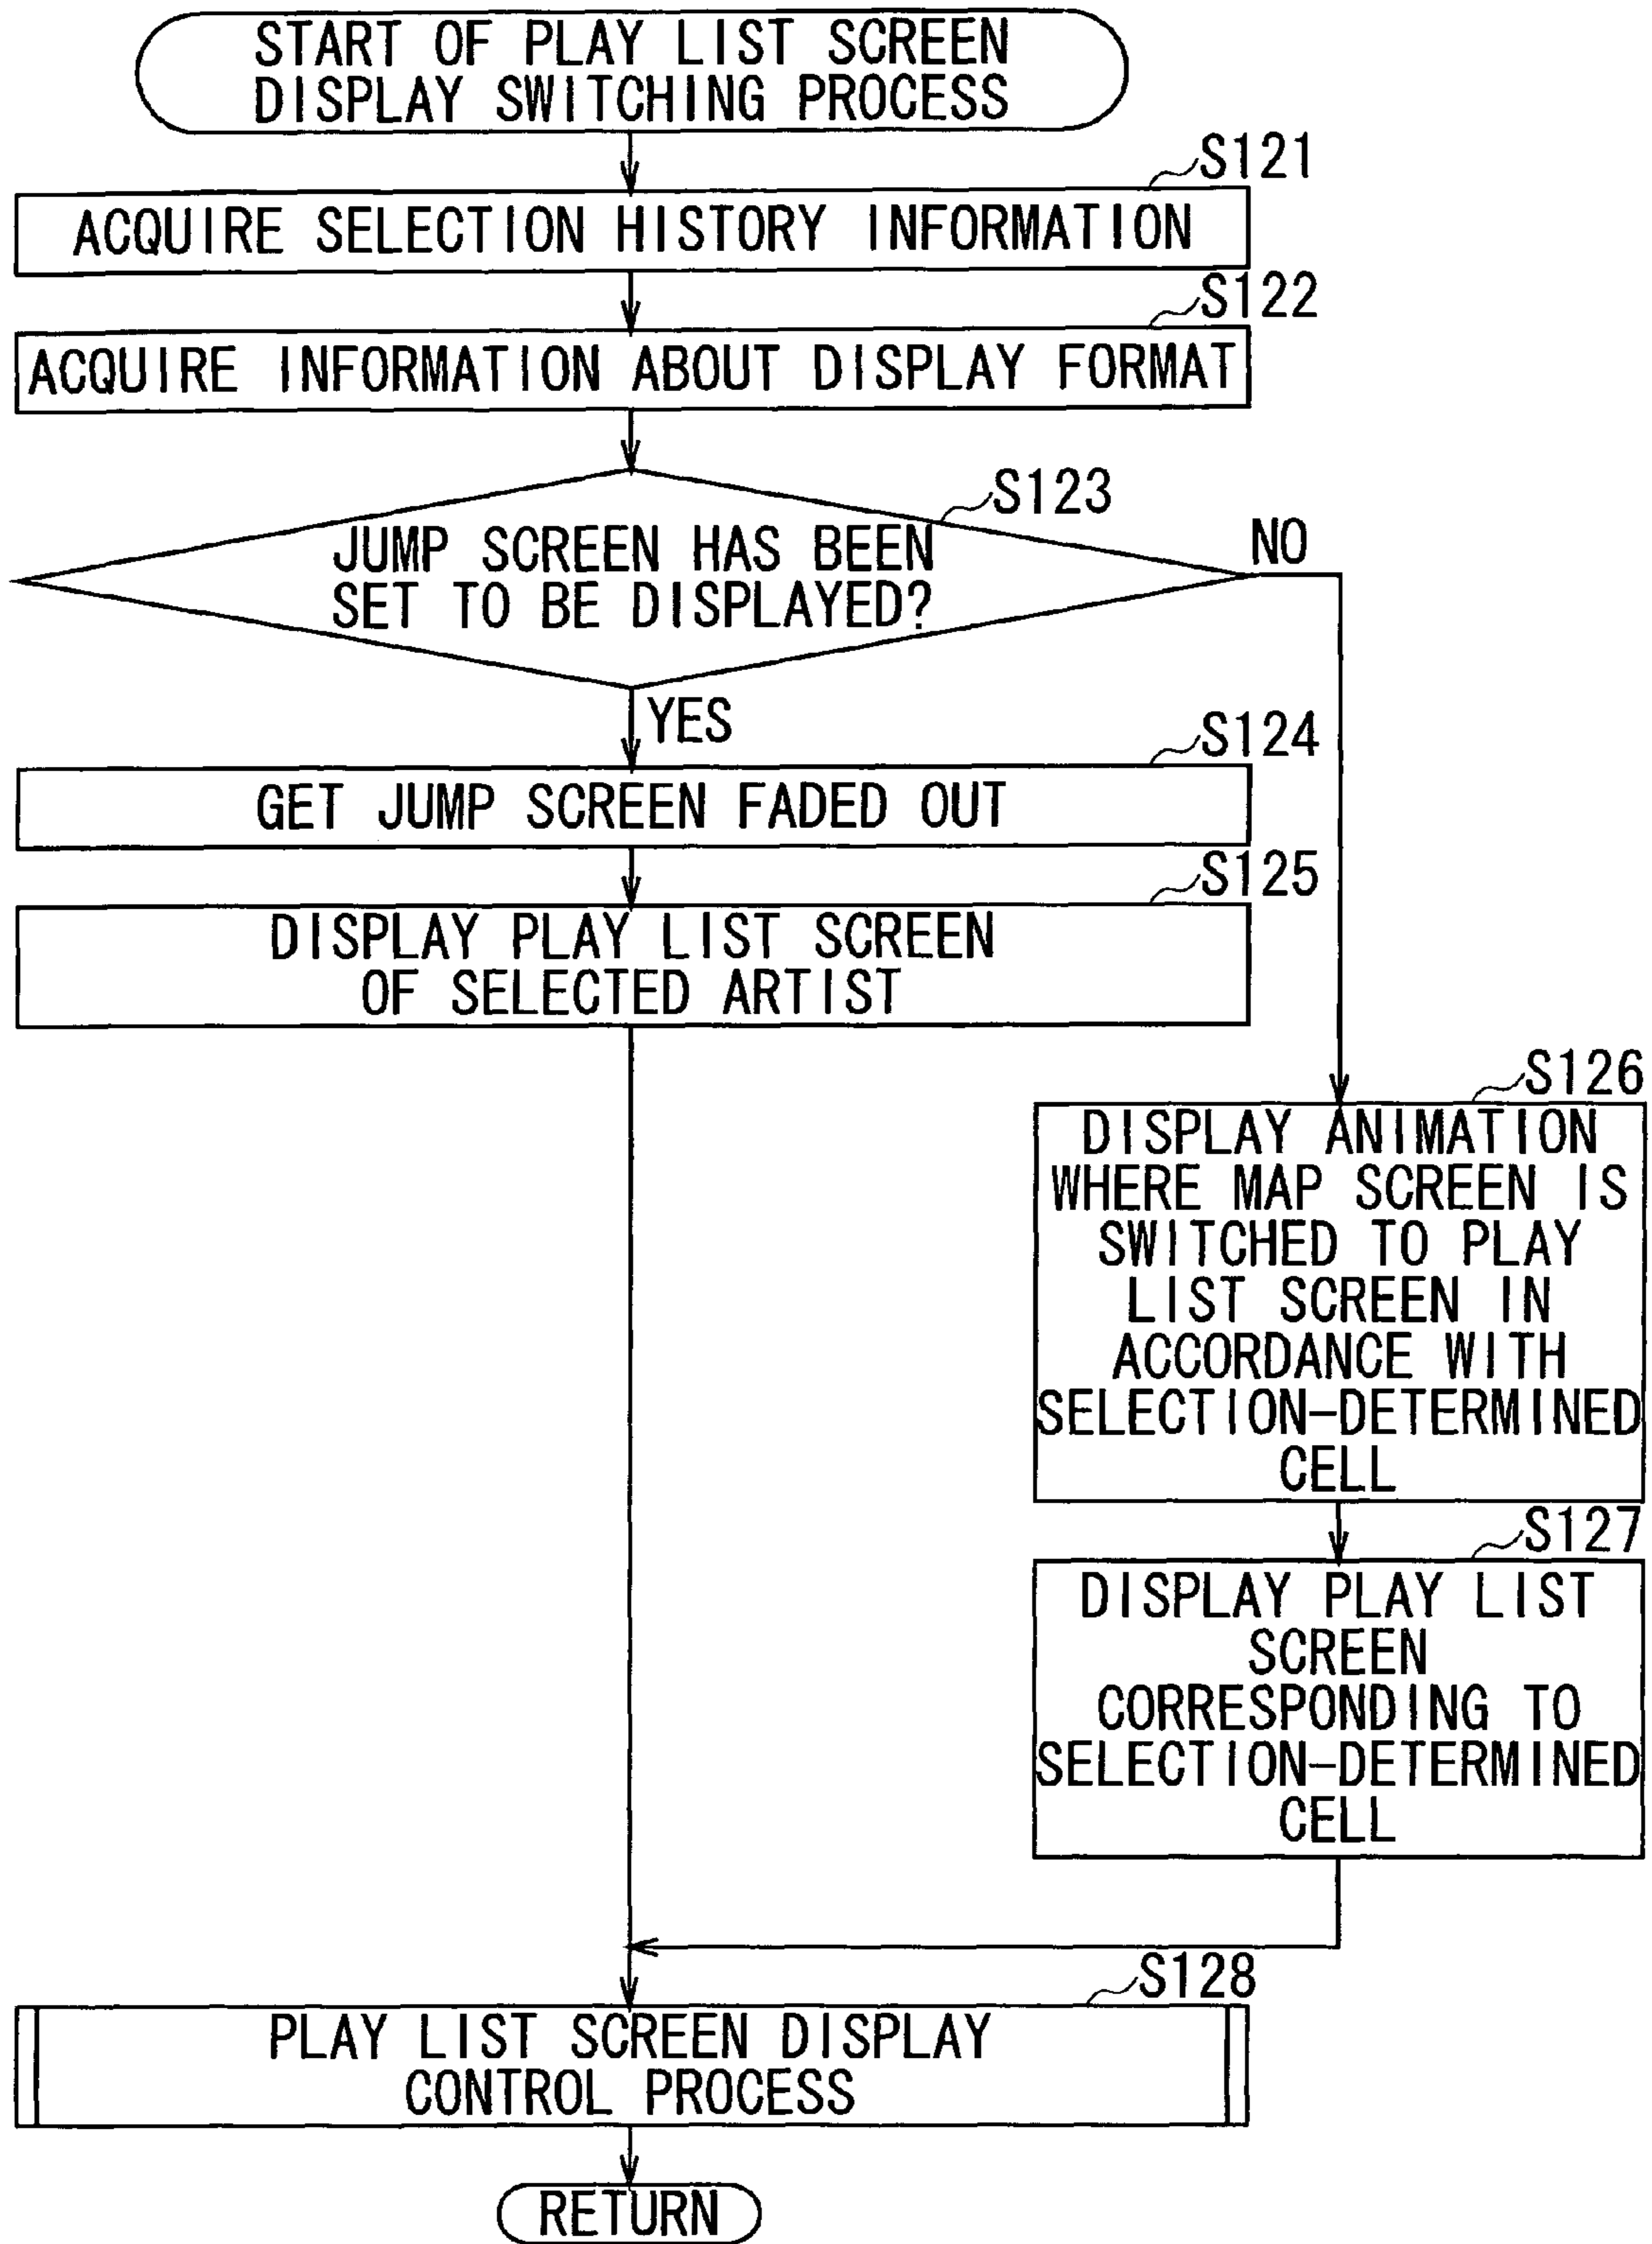 START OF PLAY LIST SCREEN
DISPLAY SWITCHING PROCESS
S121
ACQUIRE SELECTION HISTORY INFORMATION
S122
ACQUIRE INFORMATION ABOUT DISPLAY FORMAT
S123
JUMP SCREEN HAS BEEN
SET TO BE DISPLAYED?
NO
YES
S124
GET JUMP SCREEN FADED OUT
S125
DISPLAY PLAY LIST SCREEN
OF SELECTED ARTIST
S126
DISPLAY ANIMATION
WHERE MAP SCREEN IS
SWITCHED TO PLAY
LIST SCREEN IN
ACCORDANCE WITH
SELECTION-DETERMINED
CELL
S127
DISPLAY PLAY LIST
SCREEN
CORRESPONDING TO
SELECTION-DETERMINED
CELL
S128
PLAY LIST SCREEN DISPLAY
CONTROL PROCESS
RETURN